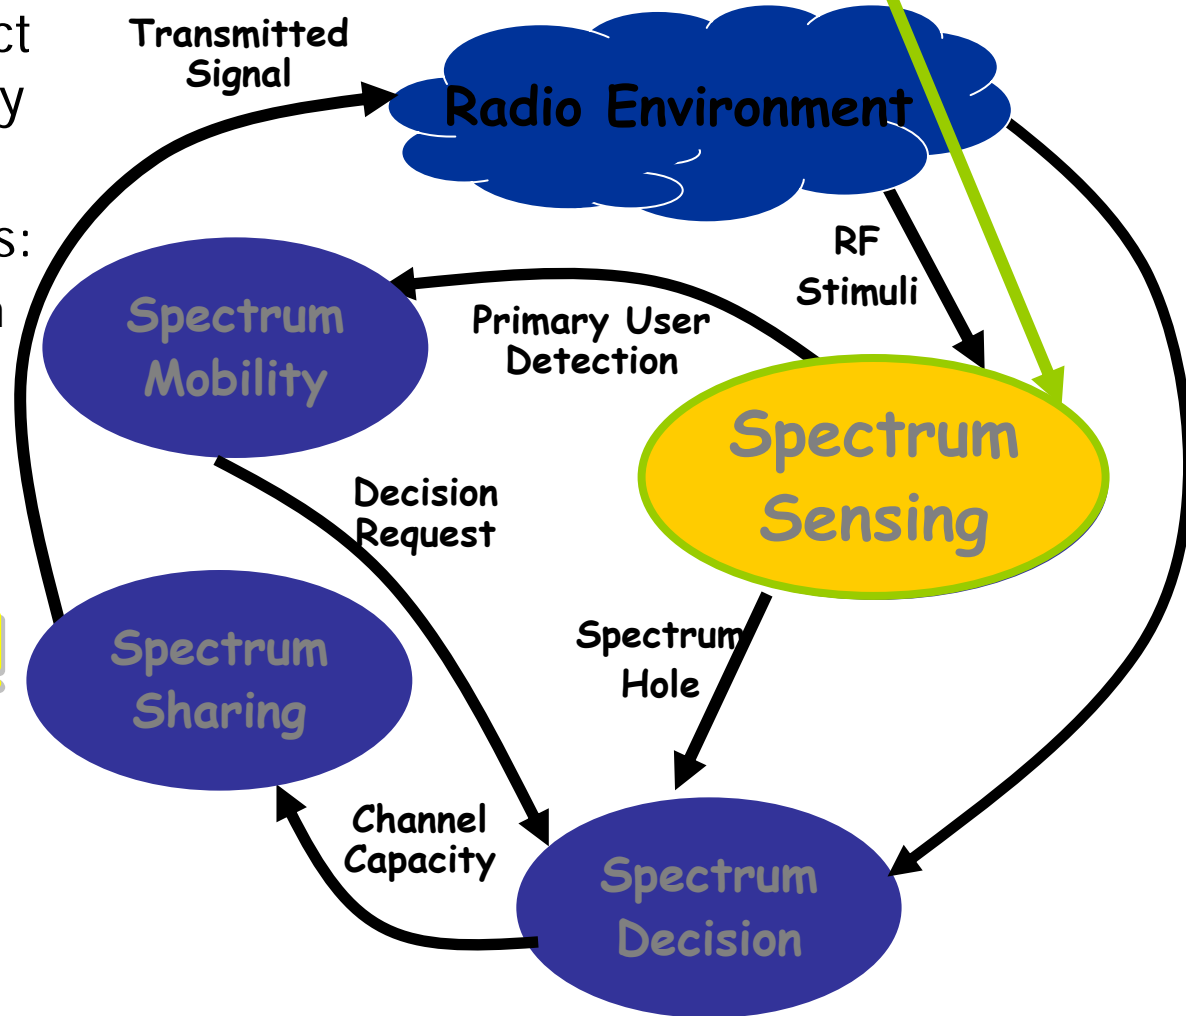 ct
y
s:
Transmitted
Signal
Radio Environment
RF
Stimuli
Spectrum
Mobility
Primary User
Detection
Spectrum
Sensing
Decision
Request
Spectrum
Hole
!
Spectrum
Sharing
Channel
Capacity
Spectrum
Decision